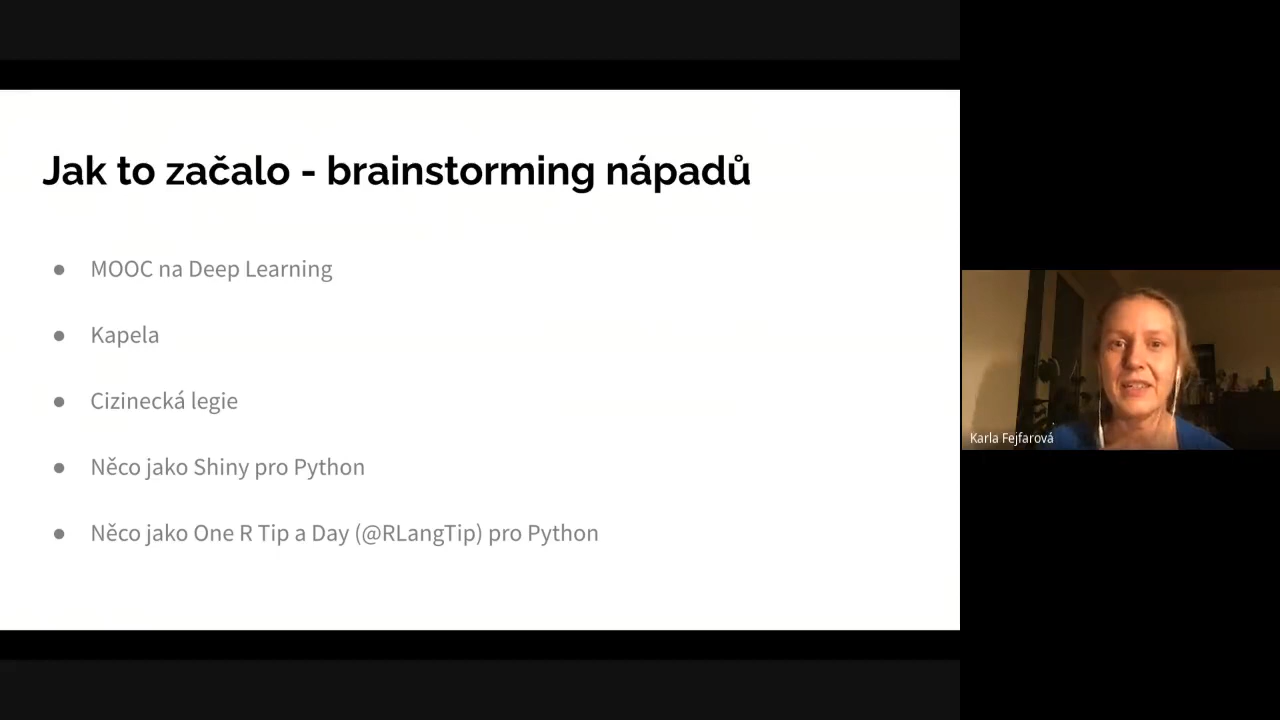 Jak to začalo - brainstorming nápadů
● MOOC na Deep Learning
● Kapela
● Cizinecká legie
● Něco jako Shiny pro Python
● Něco jako One R Tip a Day (@RLangTip) pro Python
Karla Fejfarová